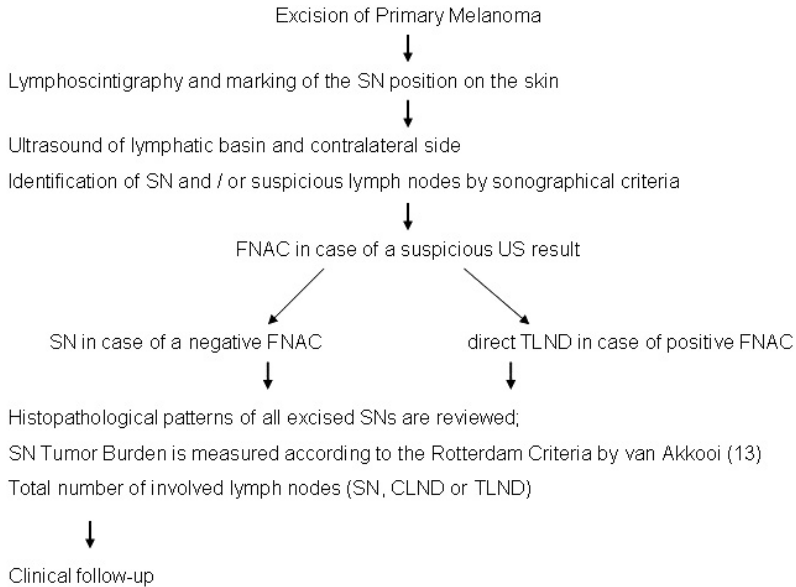 Excision of Primary Melanoma
Lymphoscintigraphy and marking of the SN position on the skin
Ultrasound of lymphatic basin and contralateral side
Identification of SN and / or suspicious lymph nodes by sonographical criteria
FNAC in case of a suspicious US result
SN in case of a negative FNAC
direct TLND in case of positive FNAC
Histopathological patterns of all excised SNs are reviewed;
SN Tumor Burden is measured according to the Rotterdam Criteria by van Akkooi (13)
Total number of involved lymph nodes (SN, CLND or TLND)
Clinical follow-up